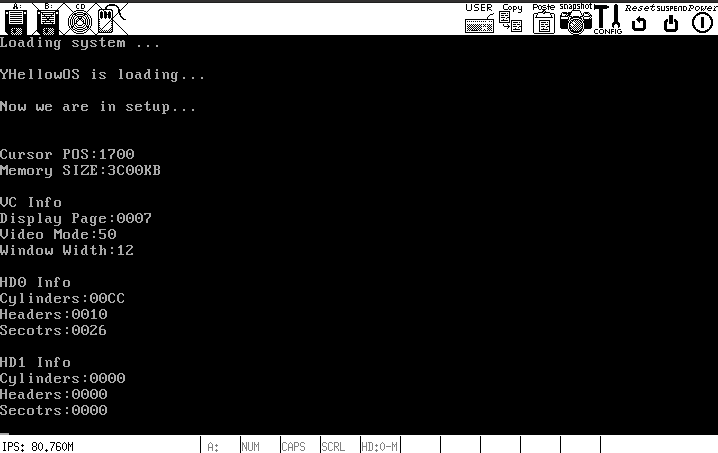 A: B: CD USER Copy Poste snapshot CONFIG Reset SUSPEND Power
Loading system ...
YHellowOS is loading...
Now we are in setup...
Cursor POS:1700
Memory SIZE:3C00KB
VC Info
Display Page:0007
Video Mode:50
Window Width:12
HD0 Info
Cylinders:00CC
Headers:0010
Secotrs:0026
HD1 Info
Cylinders:0000
Headers:0000
Secotrs:0000
IPS: 80.760M A: NUM CAPS SCRL HD:0-M